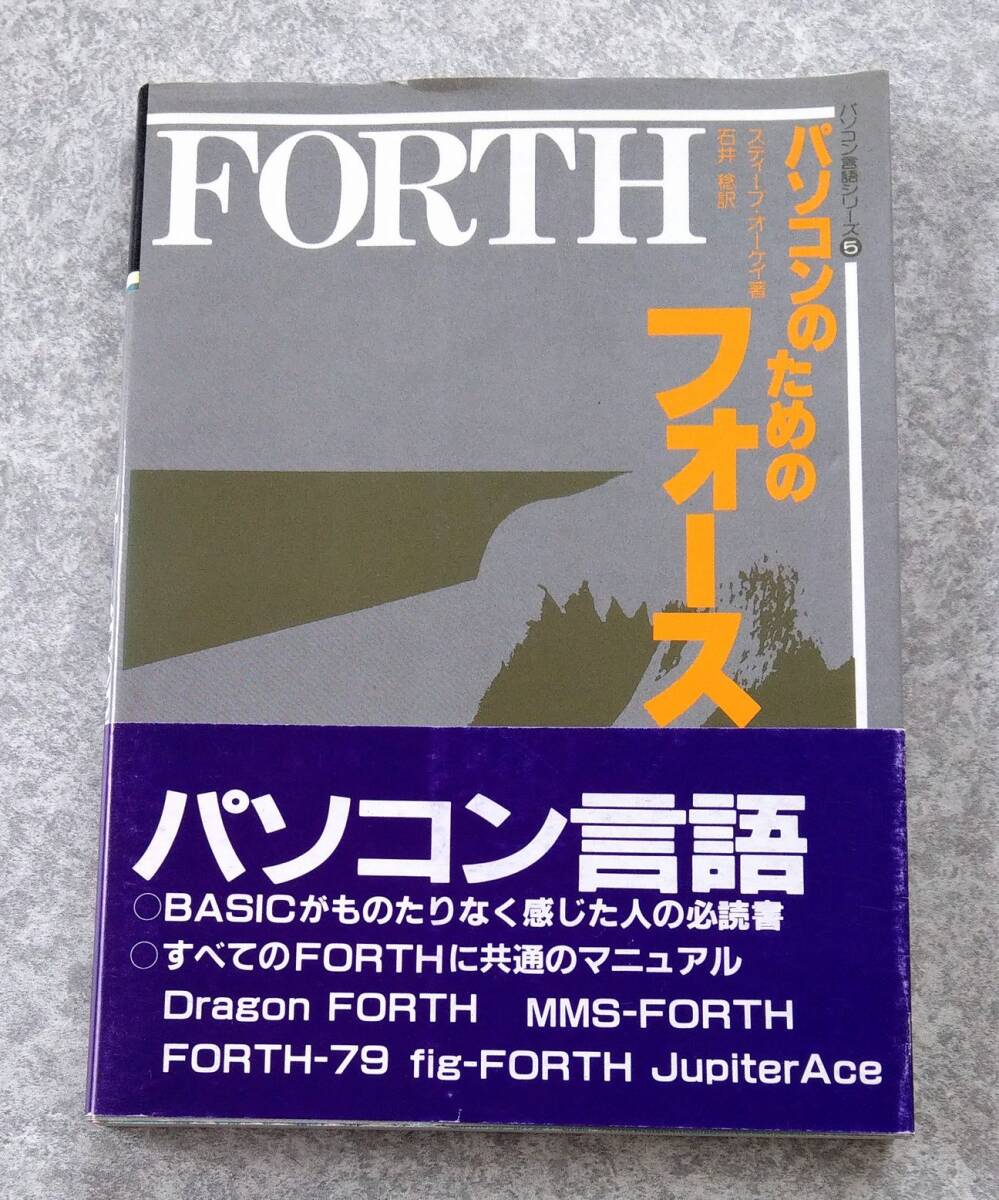 FORTH
パソコン言語シリーズ5
パソコンのための
フォース
スティーブ・オーケイ著
石井 稔訳
パソコン言語
○BASICがものたりなく感じた人の必読書
○すべてのFORTHに共通のマニュアル
Dragon FORTH MMS-FORTH
FORTH-79 fig-FORTH JupiterAce